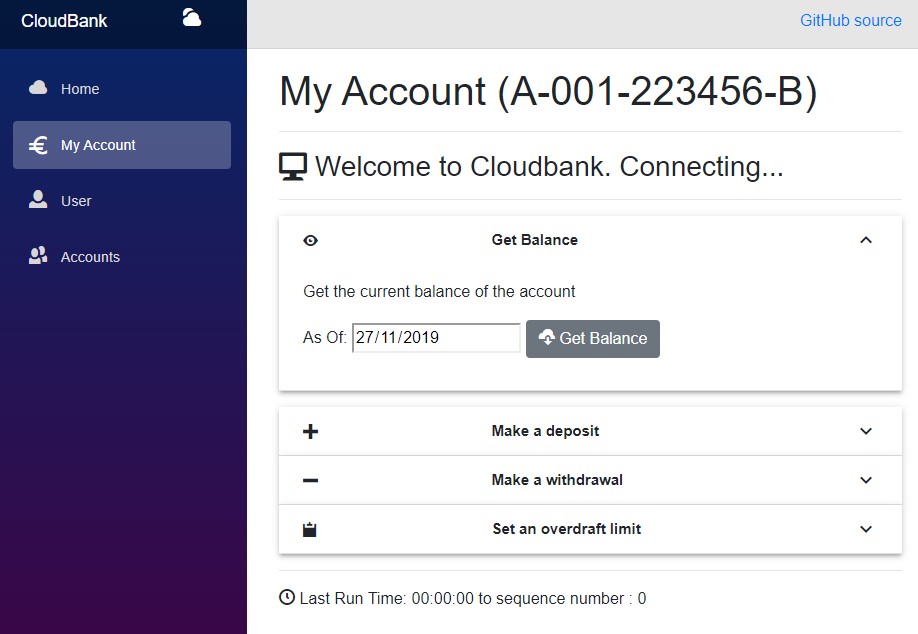 CloudBank
GitHub source
Home
My Account
User
Accounts
My Account (A-001-223456-B)
Welcome to Cloudbank. Connecting...
Get Balance
Get the current balance of the account
As Of: 27/11/2019 Get Balance
Make a deposit
Make a withdrawal
Set an overdraft limit
Last Run Time: 00:00:00 to sequence number : 0